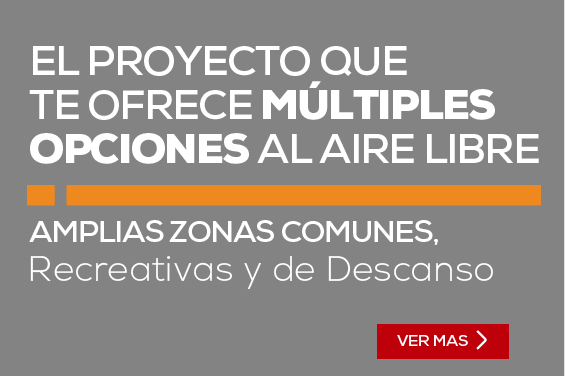 EL PROYECTO QUE
TE OFRECE MÚLTIPLES
OPCIONES AL AIRE LIBRE
AMPLIAS ZONAS COMUNES,
Recreativas y de Descanso
VER MAS